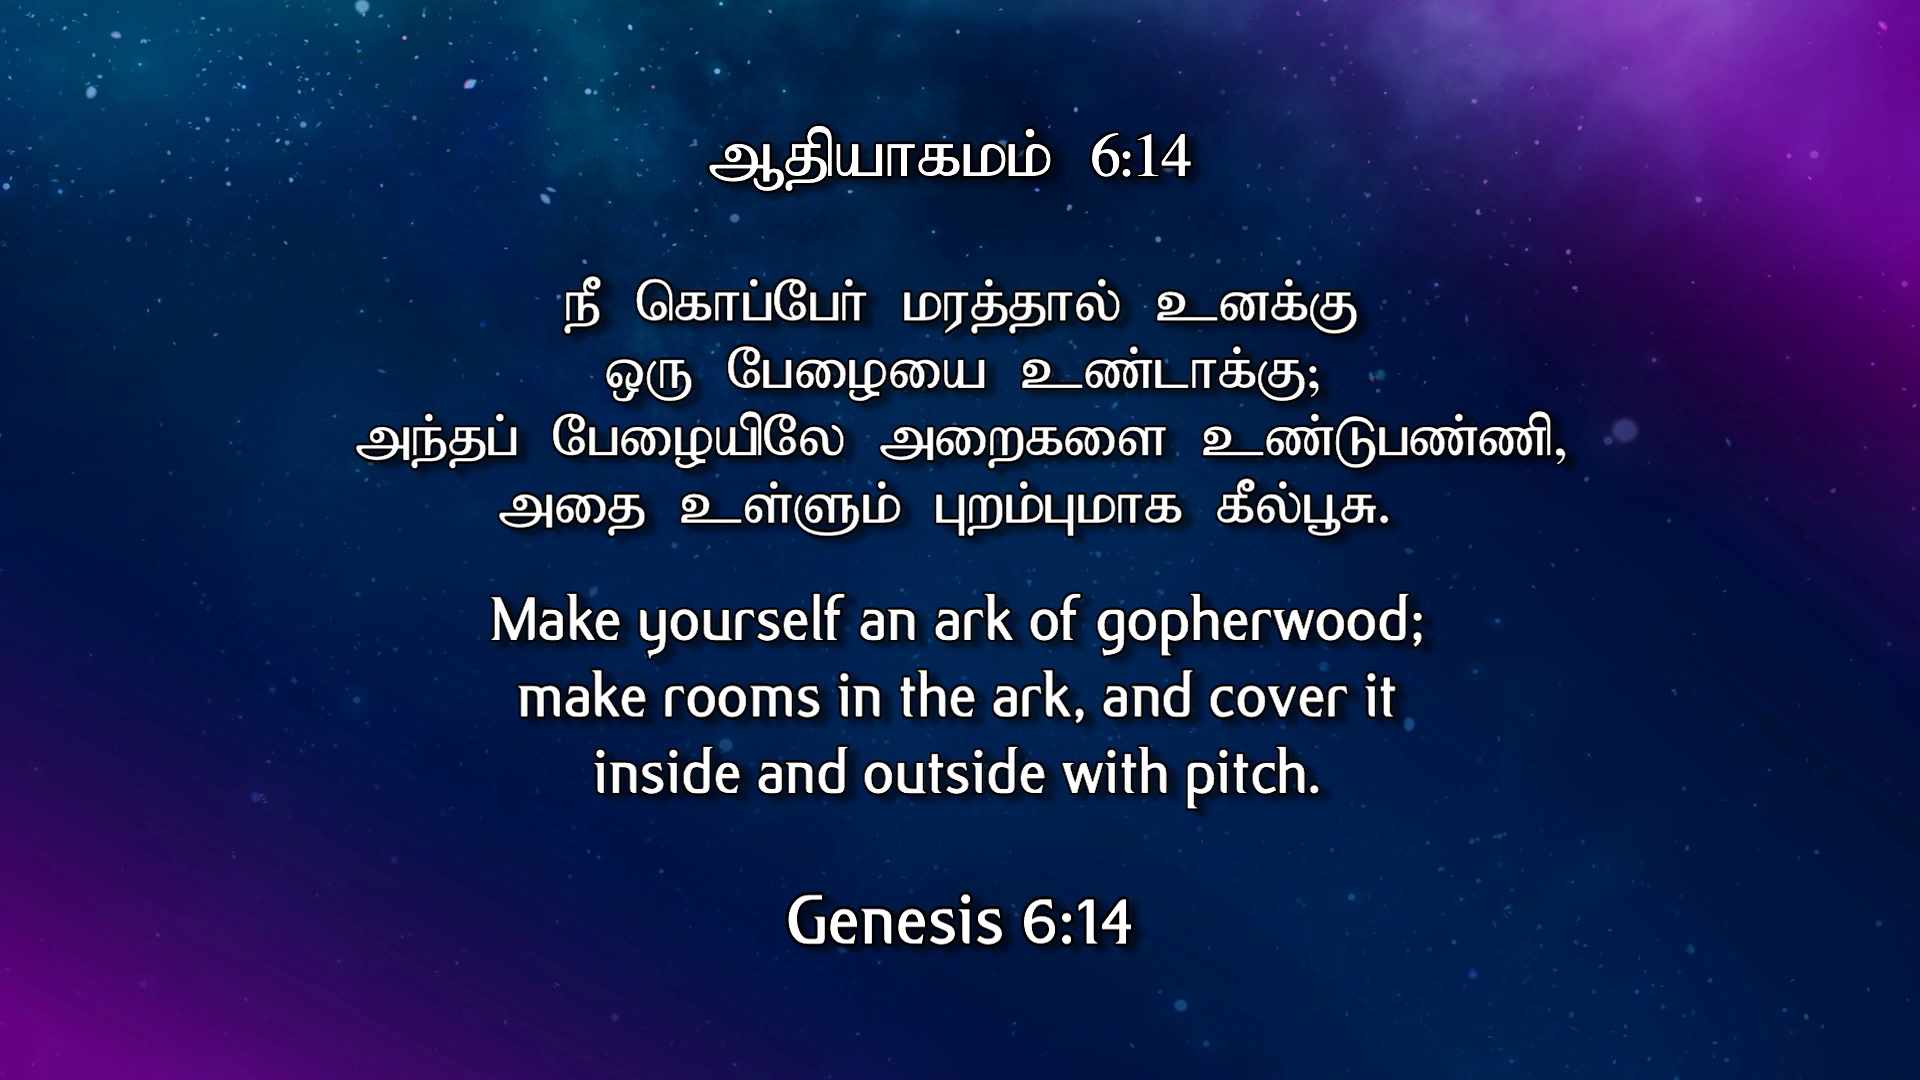 ஆதியாகமம் 6:14
நீ கொப்பேர் மரத்தால் உனக்கு
ஒரு பேழையை உண்டாக்கு;
அந்தப் பேழையிலே அறைகளை உண்டுபண்ணி,
அதை உள்ளும் புறம்புமாக கீல்பூசு.
Make yourself an ark of gopherwood;
make rooms in the ark, and cover it
inside and outside with pitch.
Genesis 6:14